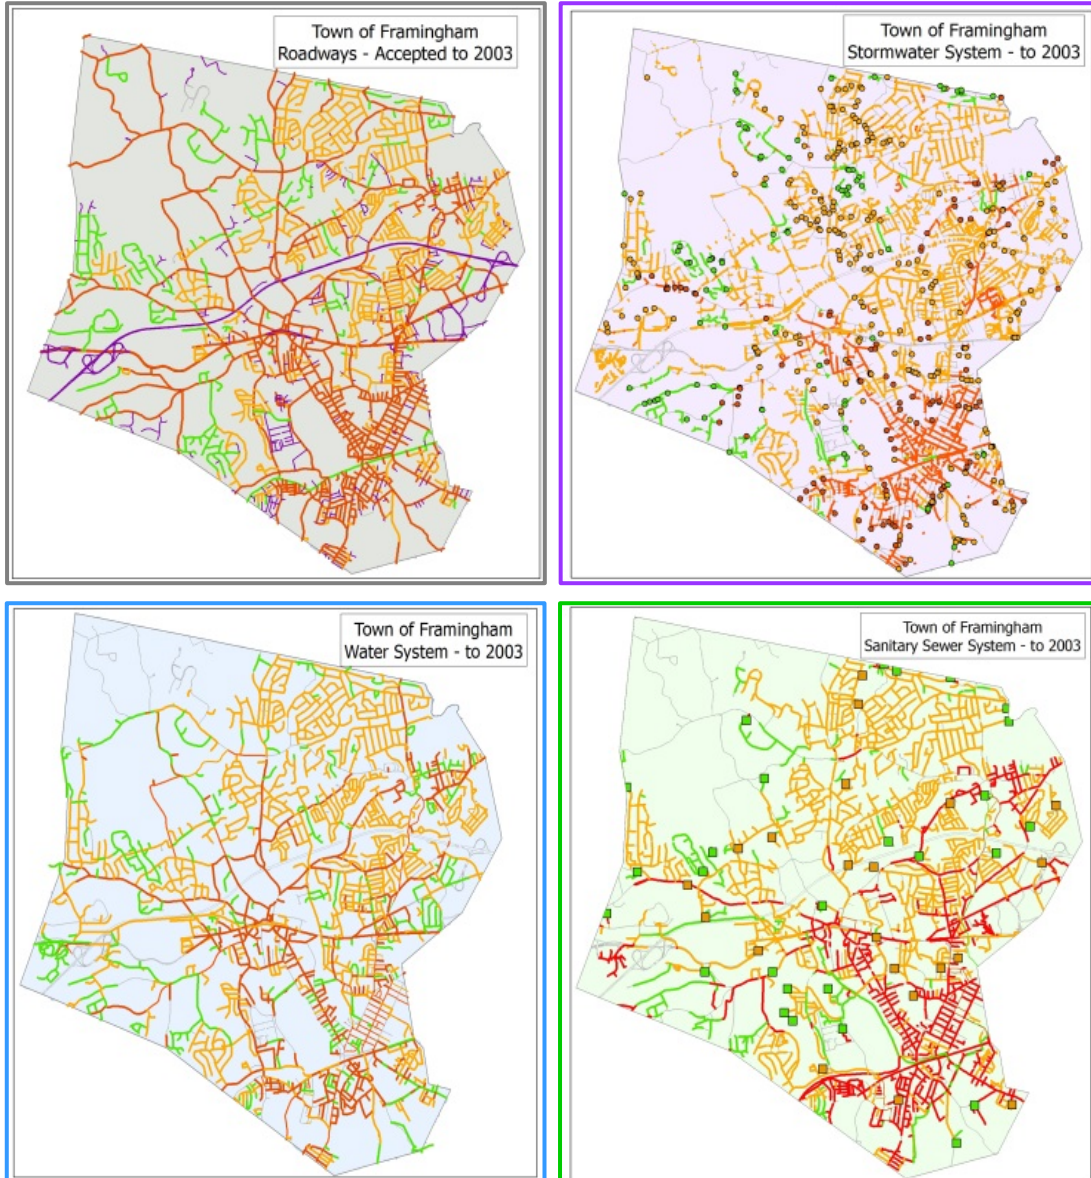 Town of Framingham
Roadways - Accepted to 2003
Town of Framingham
Stormwater System - to 2003
Town of Framingham
Water System - to 2003
Town of Framingham
Sanitary Sewer System - to 2003